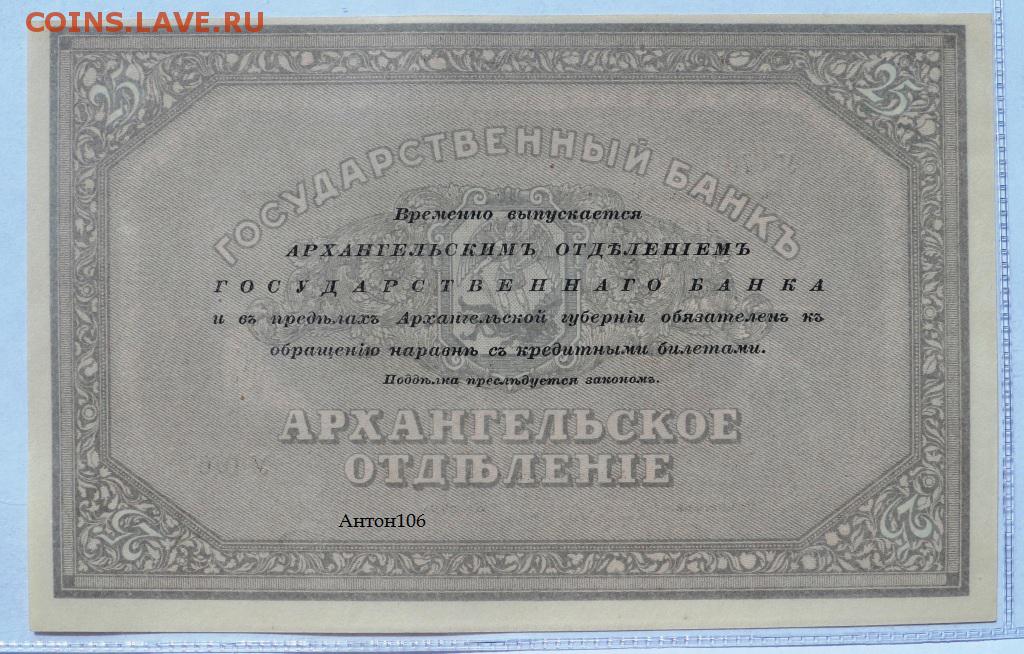 COINS.LAVE.RU
25 25
ГОСУДАРСТВЕННЫЙ БАНКЪ
Временно выпускается
АРХАНГЕЛЬСКИМЪ ОТДѢЛЕНІЕМЪ
ГОСУДАРСТВЕННАГО БАНКА
и въ предѣлахъ Архангельской губерніи обязателенъ къ
обращенію наравнѣ съ кредитными билетами.
Поддѣлка преслѣдуется закономъ.
АРХАНГЕЛЬСКОЕ
ОТДѢЛЕНІЕ
Антон106
25 25